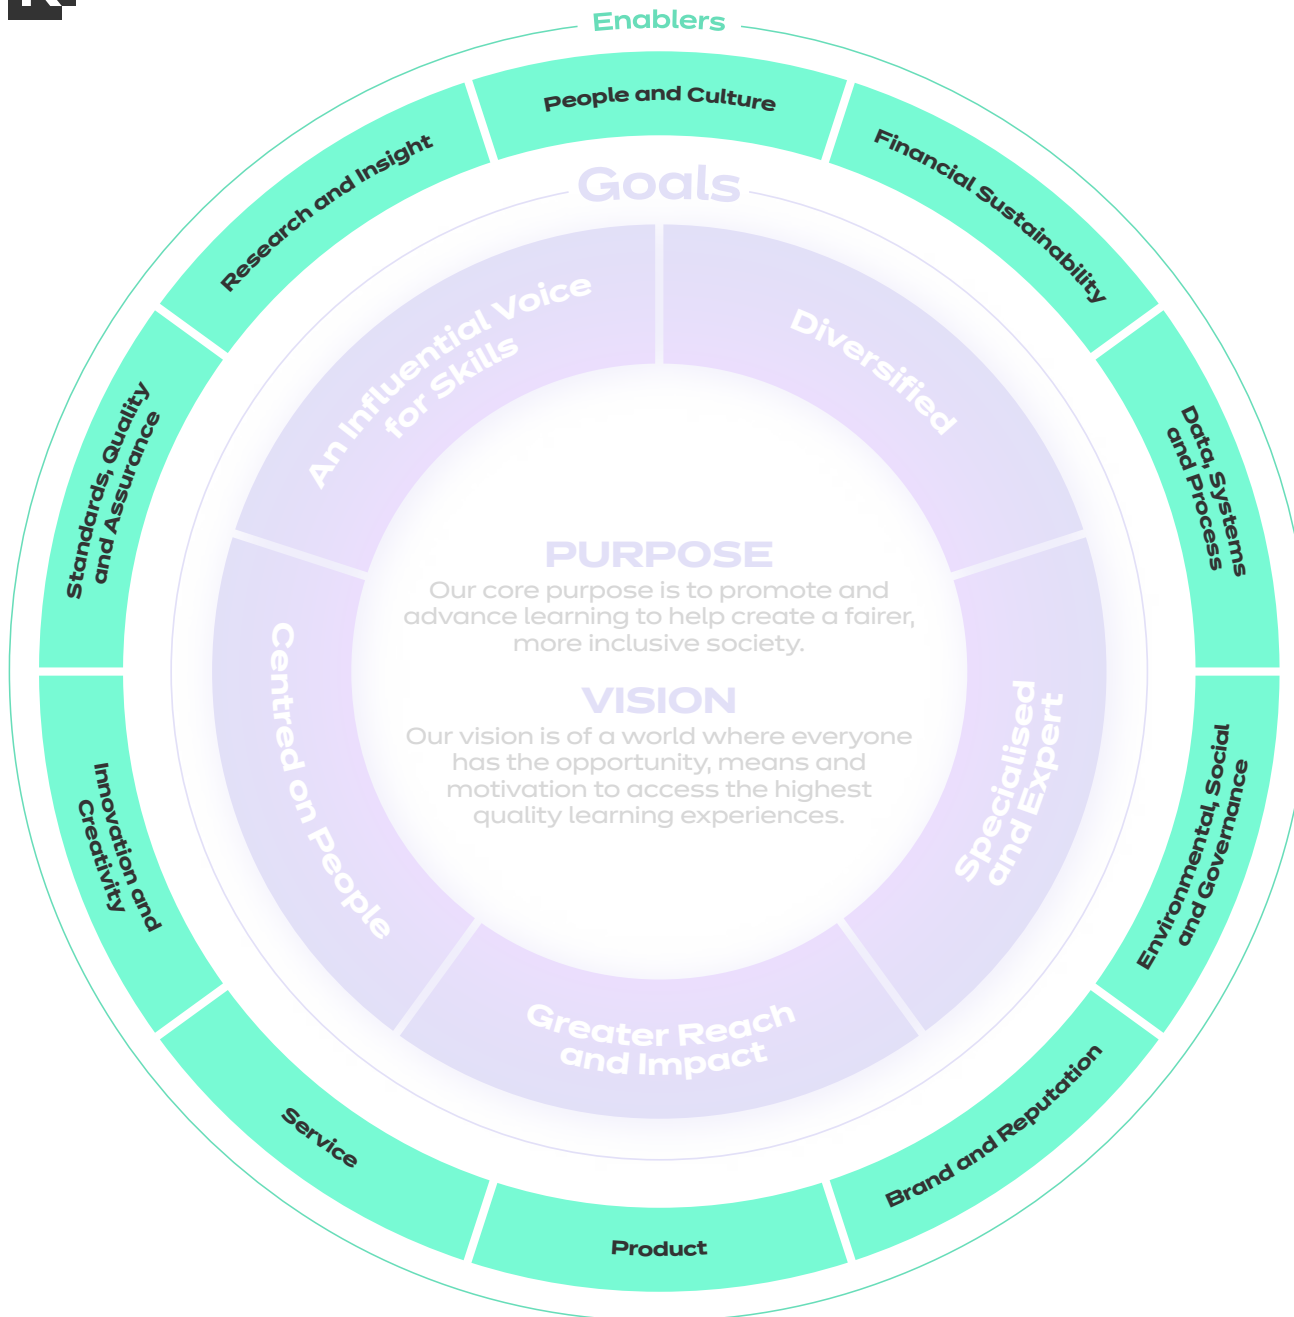 Enablers
People and Culture
Financial Sustainability
Data, Systems
and Process
Environmental, Social
and Governance
Brand and Reputation
Product
Service
Innovation and
Creativity
Standards, Quality
and Assurance
Research and Insight
Goals
Diversified
Specialised
and Expert
Greater Reach
and Impact
Centred on People
An Influential Voice
for Skills
PURPOSE
Our core purpose is to promote and
advance learning to help create a fairer,
more inclusive society.
VISION
Our vision is of a world where everyone
has the opportunity, means and
motivation to access the highest
quality learning experiences.